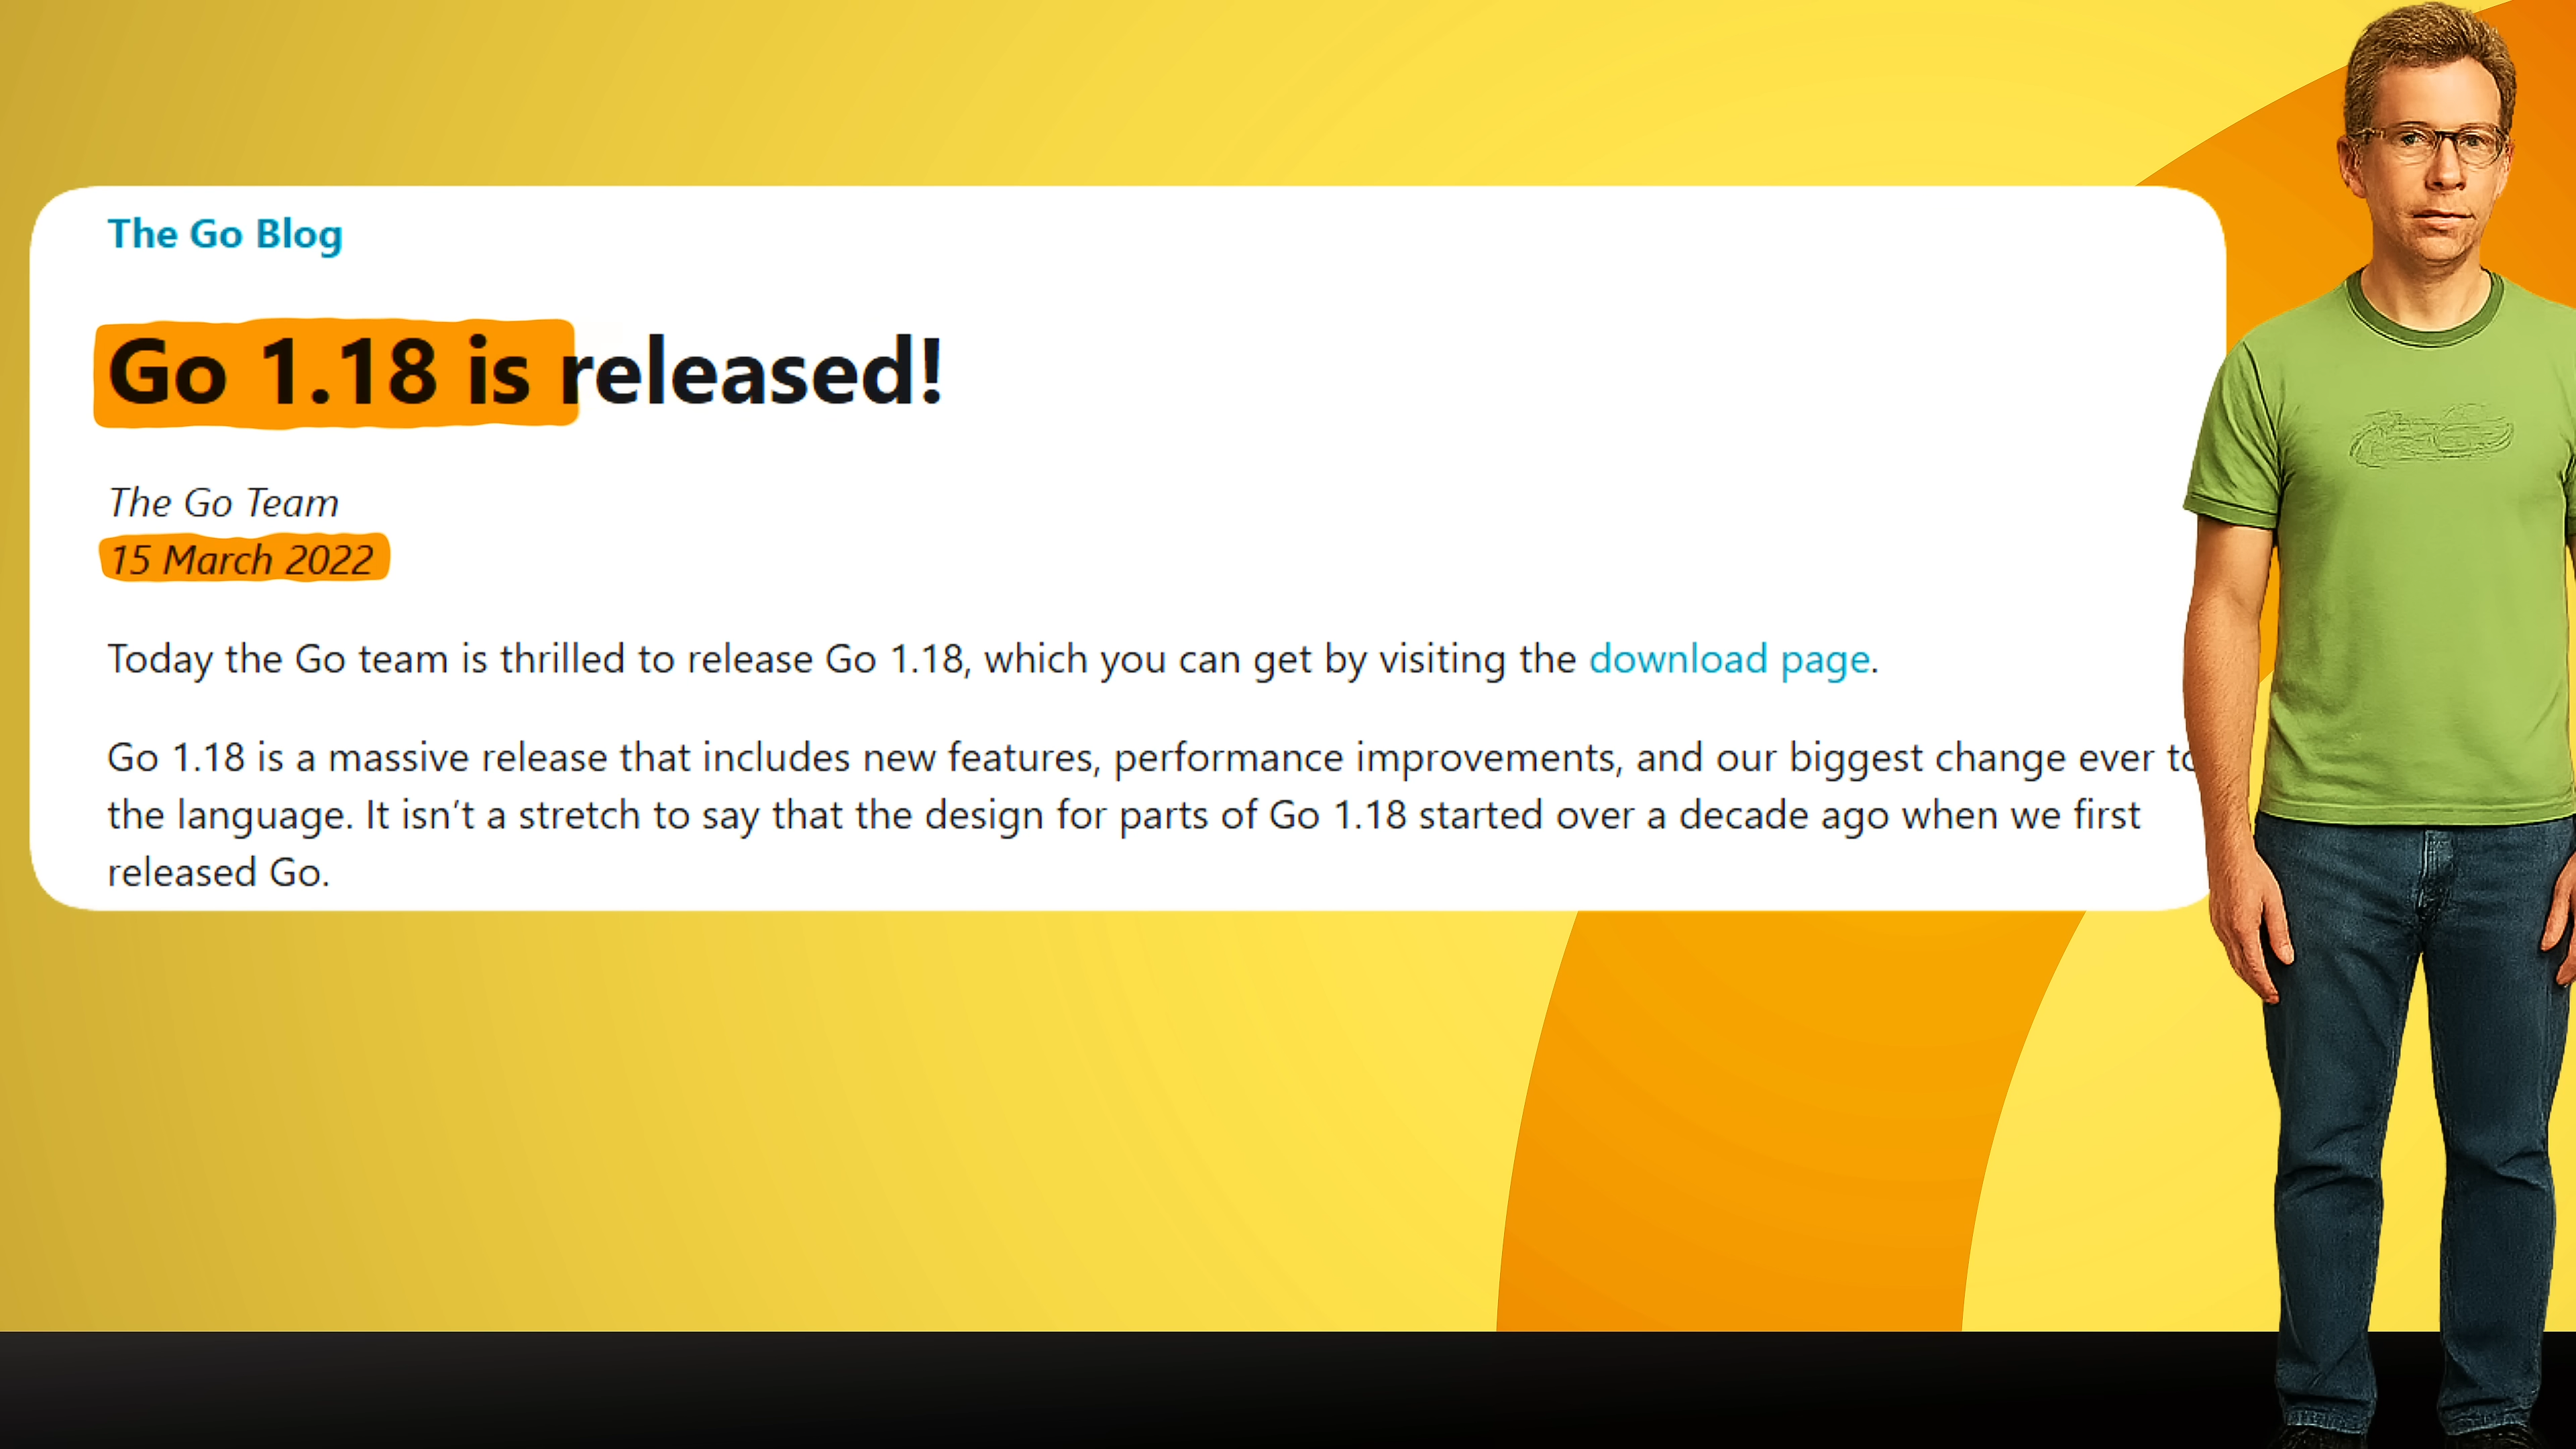 The Go Blog
Go 1.18 is released!
The Go Team
15 March 2022
Today the Go team is thrilled to release Go 1.18, which you can get by visiting the download page.
Go 1.18 is a massive release that includes new features, performance improvements, and our biggest change ever to
the language. It isn’t a stretch to say that the design for parts of Go 1.18 started over a decade ago when we first
released Go.